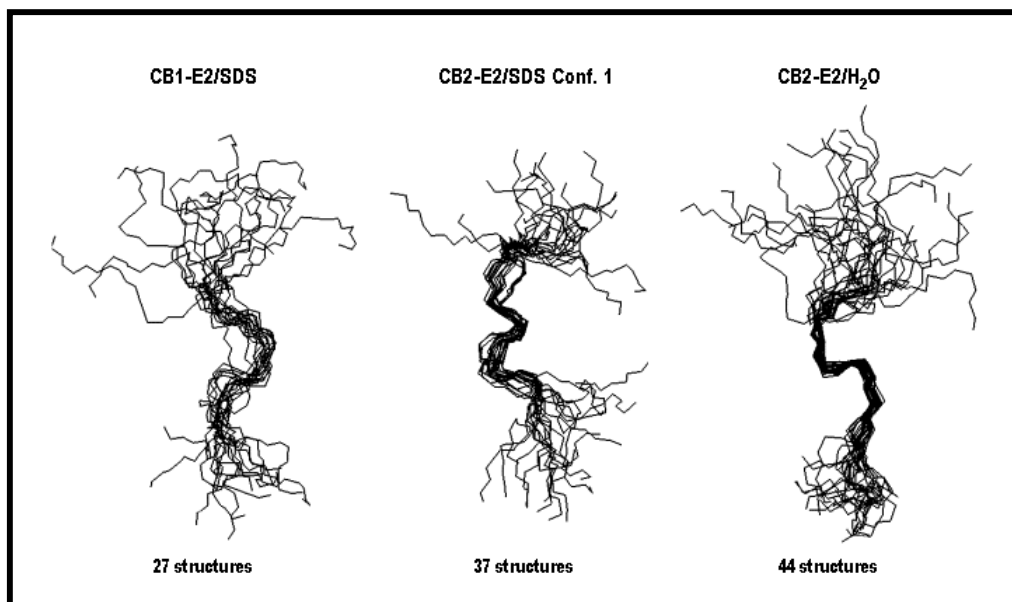 CB1-E2/SDS
CB2-E2/SDS Conf. 1
CB2-E2/H₂O
27 structures
37 structures
44 structures